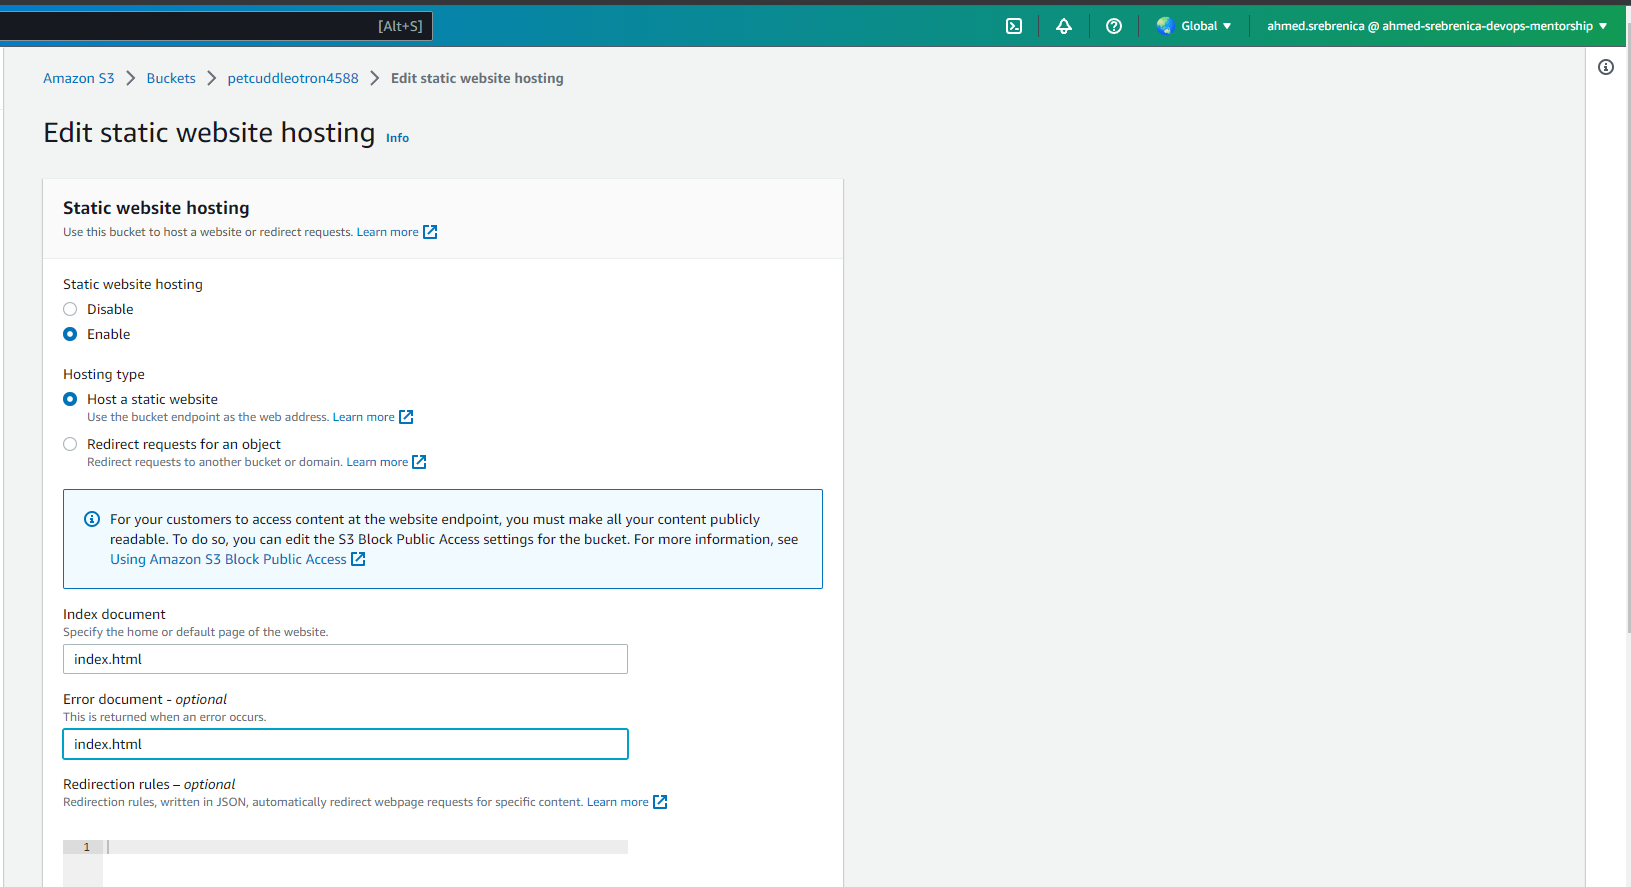 [Alt+S]
Global
ahmed.srebrenica @ ahmed-srebrenica-devops-mentorship
Amazon S3 > Buckets > petcuddleotron4588 > Edit static website hosting
Edit static website hosting Info
Static website hosting
Use this bucket to host a website or redirect requests. Learn more
Static website hosting
Disable
Enable
Hosting type
Host a static website
Use the bucket endpoint as the web address. Learn more
Redirect requests for an object
Redirect requests to another bucket or domain. Learn more
For your customers to access content at the website endpoint, you must make all your content publicly
readable. To do so, you can edit the S3 Block Public Access settings for the bucket. For more information, see
Using Amazon S3 Block Public Access
Index document
Specify the home or default page of the website.
index.html
Error document - optional
This is returned when an error occurs.
index.html
Redirection rules – optional
Redirection rules, written in JSON, automatically redirect webpage requests for specific content. Learn more
1